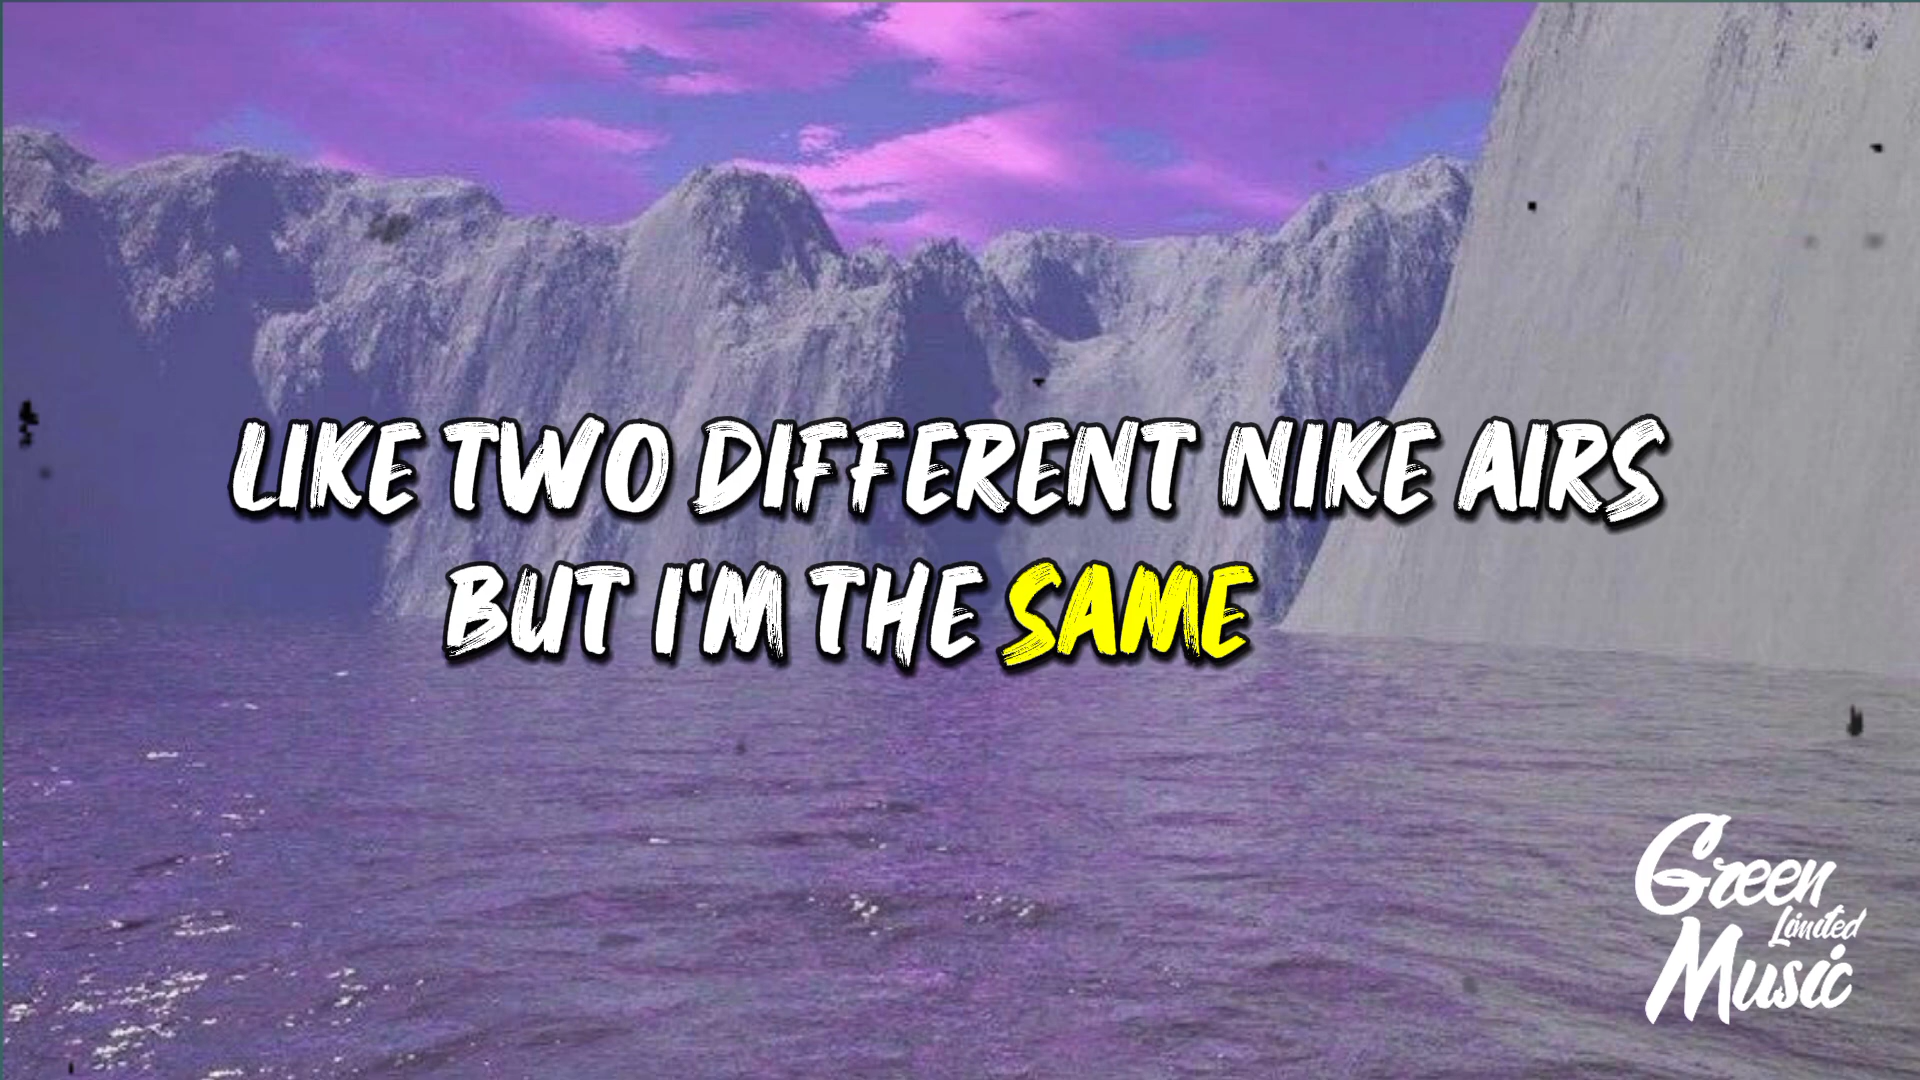 LIKE TWO DIFFERENT NIKE AIRS
BUT I'M THE SAME
Green
Limited
Music